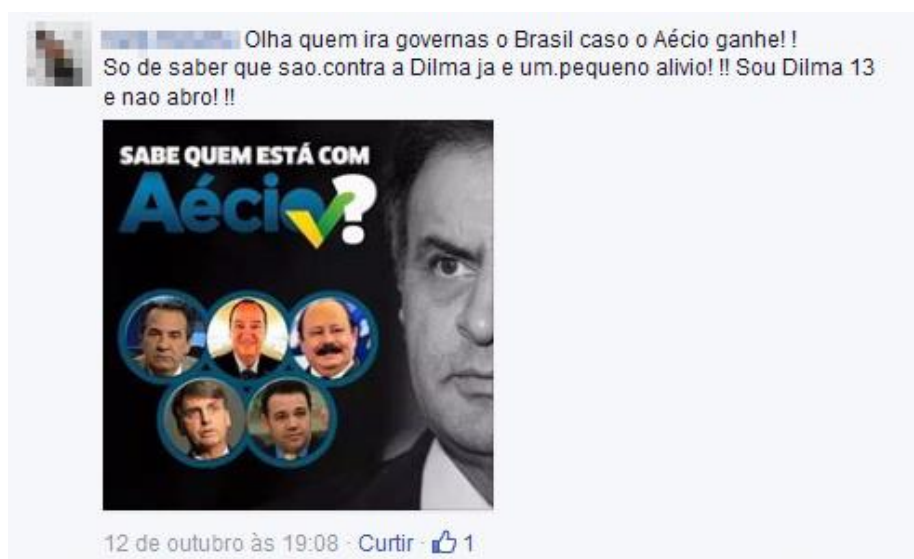 Olha quem ira governas o Brasil caso o Aécio ganhe! !
So de saber que sao.contra a Dilma ja e um.pequeno alivio! !! Sou Dilma 13
e nao abro! !!
SABE QUEM ESTÁ COM
Aécio?
12 de outubro às 19:08 · Curtir · 1